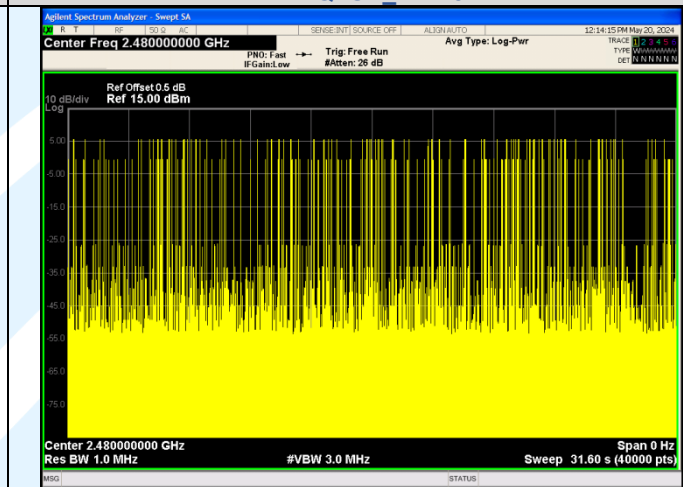 Agilent Spectrum Analyzer - Swept SA
R T RF 50 Ω AC SENSE:INT SOURCE OFF ALIGN AUTO 12:14:15 PM May 20, 2024
Center Freq 2.480000000 GHz
PNO: Fast
IFGain:Low
Trig: Free Run
#Atten: 26 dB
Avg Type: Log-Pwr
TRACE 1 2 3 4 5 6
TYPE
DET N N N N N N
Ref Offset 0.5 dB
10 dB/div Ref 15.00 dBm
Log
5.00
-5.00
-15.0
-25.0
-35.0
-45.0
-55.0
-65.0
-75.0
Center 2.480000000 GHz Span 0 Hz
Res BW 1.0 MHz #VBW 3.0 MHz Sweep 31.60 s (40000 pts)
MSG STATUS